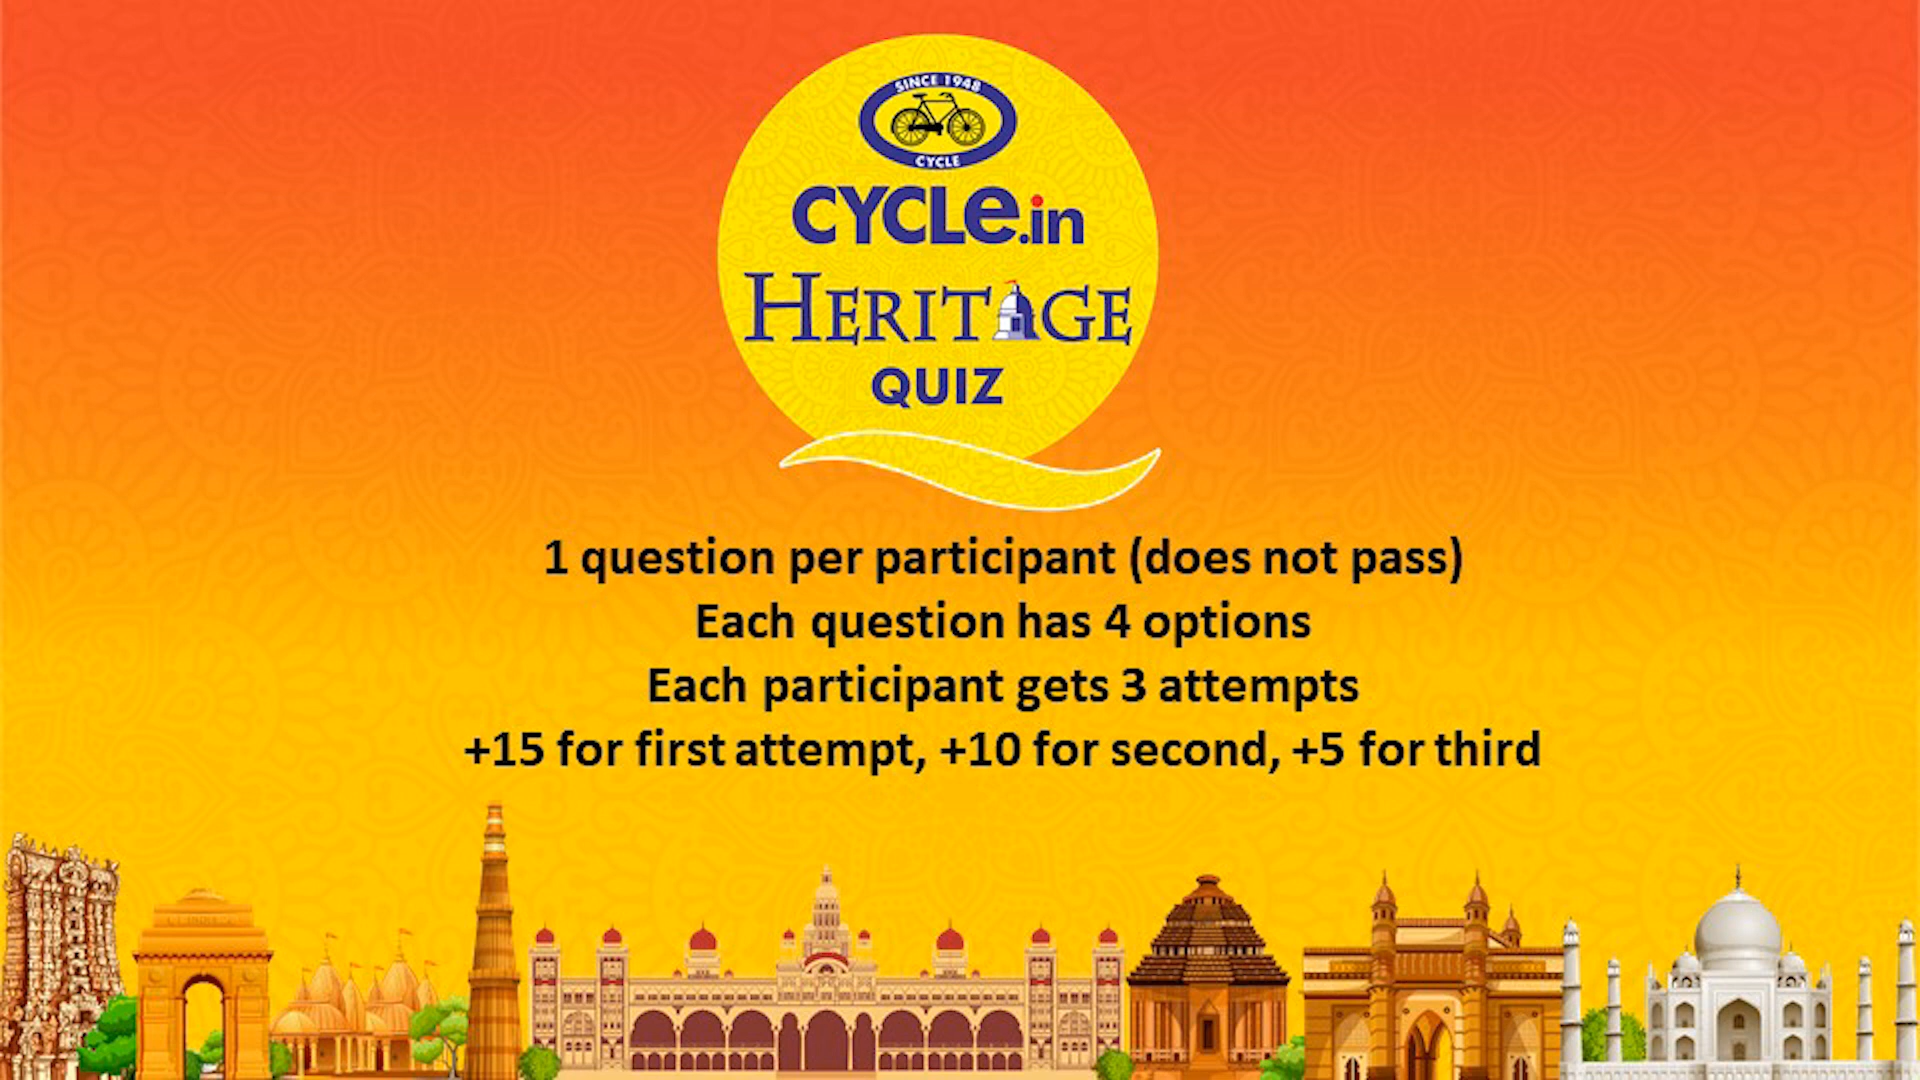 SINCE 1948
CYCLE
CYCLe.in
HERITAGE
QUIZ
1 question per participant (does not pass)
Each question has 4 options
Each participant gets 3 attempts
+15 for first attempt, +10 for second, +5 for third
INDIA